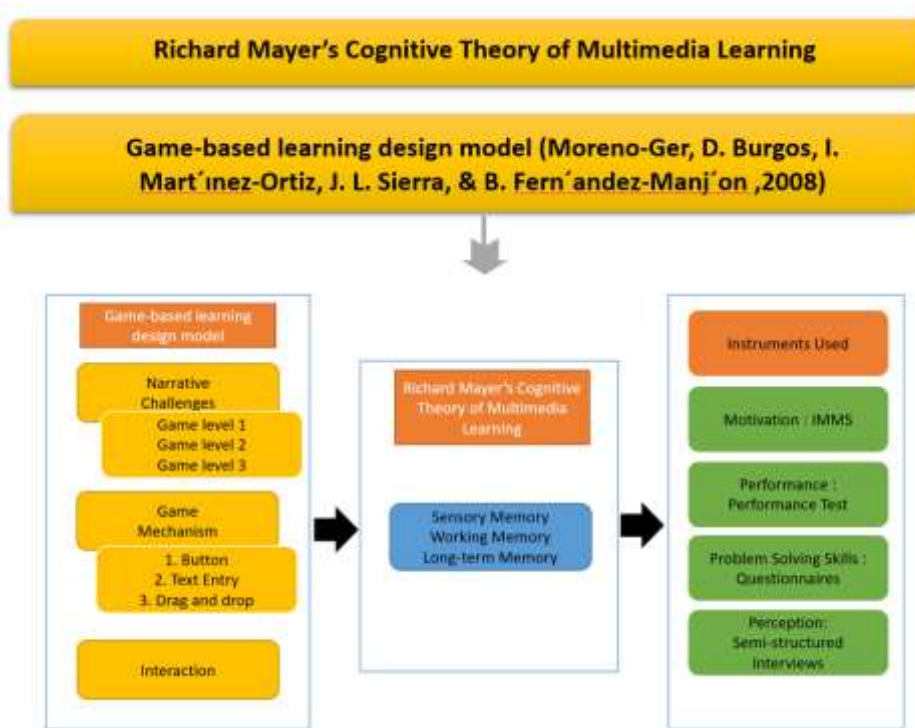 Richard Mayer's Cognitive Theory of Multimedia Learning
Game-based learning design model (Moreno-Ger, D. Burgos, I.
Mart´ınez-Ortiz, J. L. Sierra, & B. Fern´andez-Manj´on ,2008)
Game-based learning
design model
Narrative
Challenges
Game level 1
Game level 2
Game level 3
Game
Mechanism
1. Button
2. Text Entry
3. Drag and drop
Interaction
Richard Mayer's Cognitive
Theory of Multimedia
Learning
Sensory Memory
Working Memory
Long-term Memory
Instruments Used
Motivation : IMMS
Performance :
Performance Test
Problem Solving Skills :
Questionnaires
Perception:
Semi-structured
Interviews